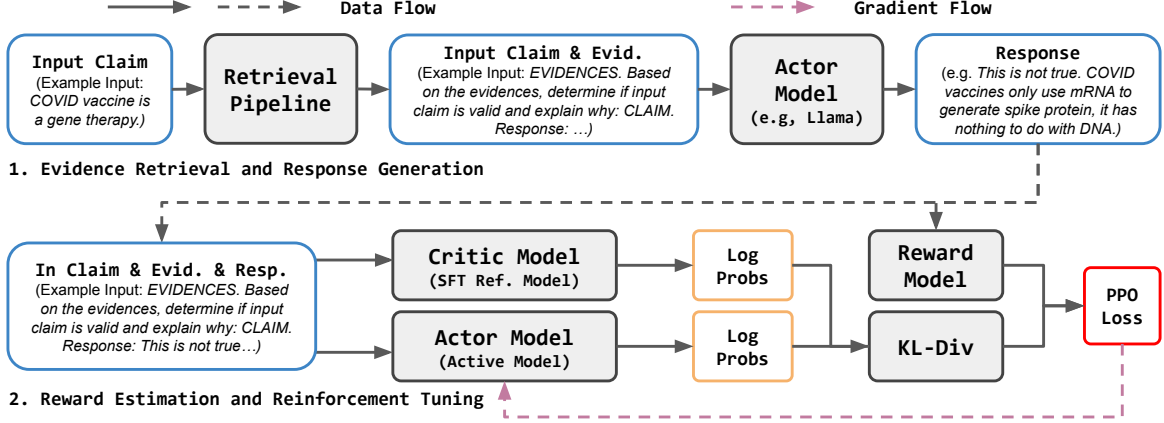 Data Flow
Gradient Flow
Input Claim
(Example Input:
COVID vaccine is
a gene therapy.)
Retrieval
Pipeline
Input Claim & Evid.
(Example Input: EVIDENCES. Based
on the evidences, determine if input
claim is valid and explain why: CLAIM.
Response: …)
Actor
Model
(e.g, Llama)
Response
(e.g. This is not true. COVID
vaccines only use mRNA to
generate spike protein, it has
nothing to do with DNA.)
1. Evidence Retrieval and Response Generation
In Claim & Evid. & Resp.
(Example Input: EVIDENCES. Based
on the evidences, determine if input
claim is valid and explain why: CLAIM.
Response: This is not true…)
Critic Model
(SFT Ref. Model)
Log
Probs
Reward
Model
Actor Model
(Active Model)
Log
Probs
KL-Div
PPO
Loss
2. Reward Estimation and Reinforcement Tuning